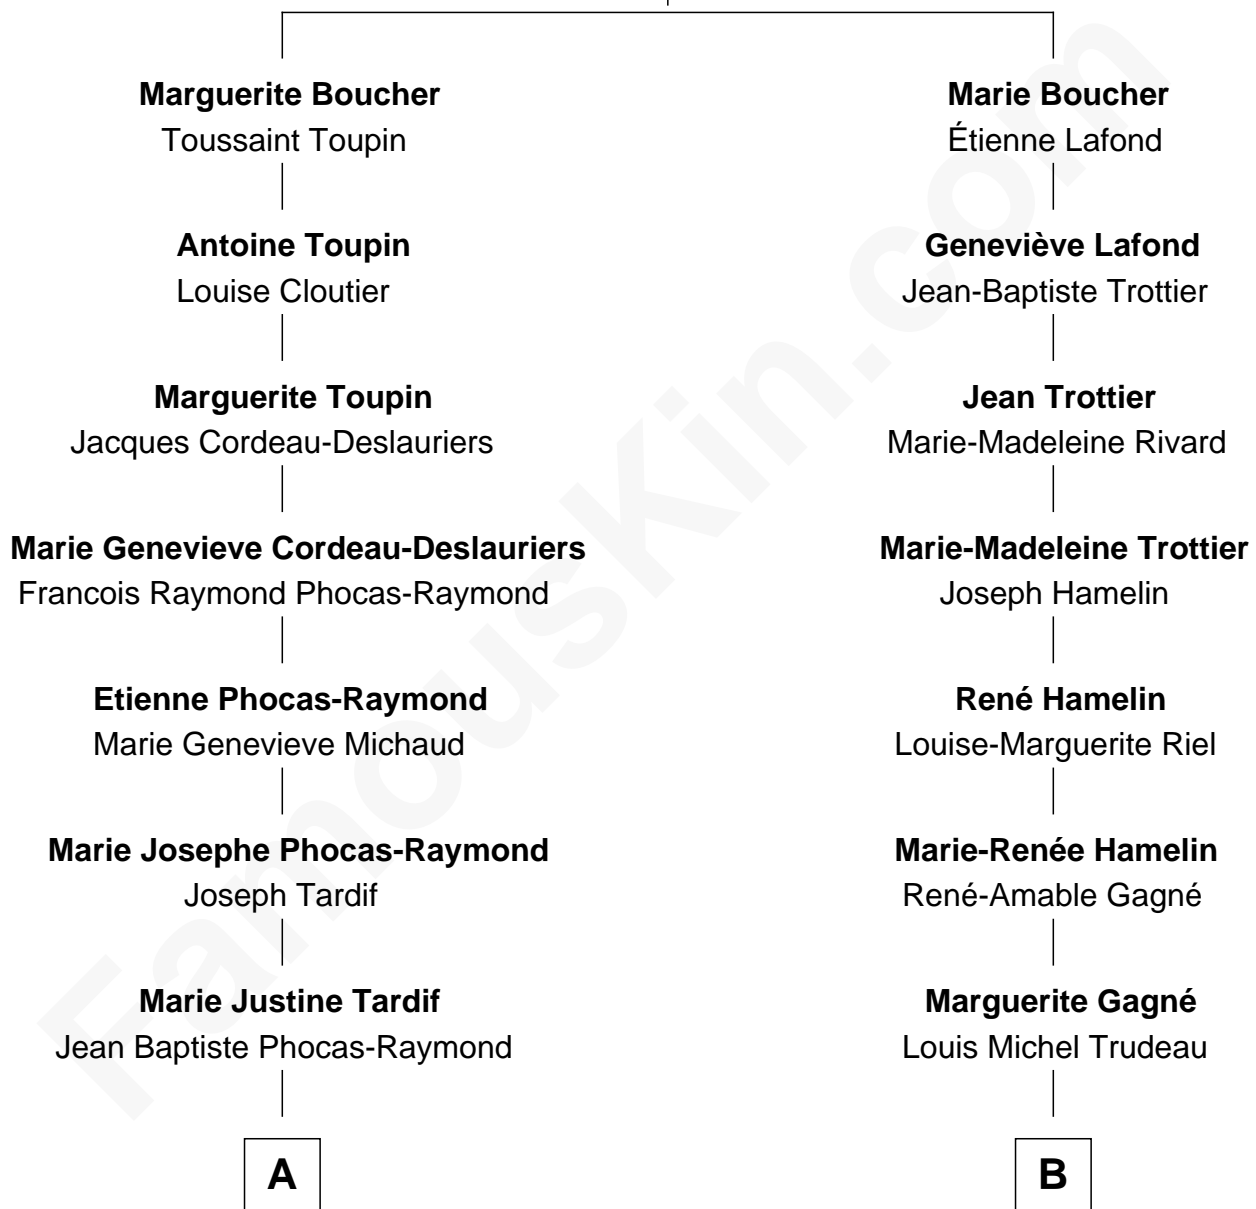 Marguerite Boucher
Toussaint Toupin
Antoine Toupin
Louise Cloutier
Marguerite Toupin
Jacques Cordeau-Deslauriers
Marie Genevieve Cordeau-Deslauriers
Francois Raymond Phocas-Raymond
Etienne Phocas-Raymond
Marie Genevieve Michaud
Marie Josephe Phocas-Raymond
Joseph Tardif
Marie Justine Tardif
Jean Baptiste Phocas-Raymond
A
Marie Boucher
Étienne Lafond
Geneviève Lafond
Jean-Baptiste Trottier
Jean Trottier
Marie-Madeleine Rivard
Marie-Madeleine Trottier
Joseph Hamelin
René Hamelin
Louise-Marguerite Riel
Marie-Renée Hamelin
René-Amable Gagné
Marguerite Gagné
Louis Michel Trudeau
B
FamousKin.com